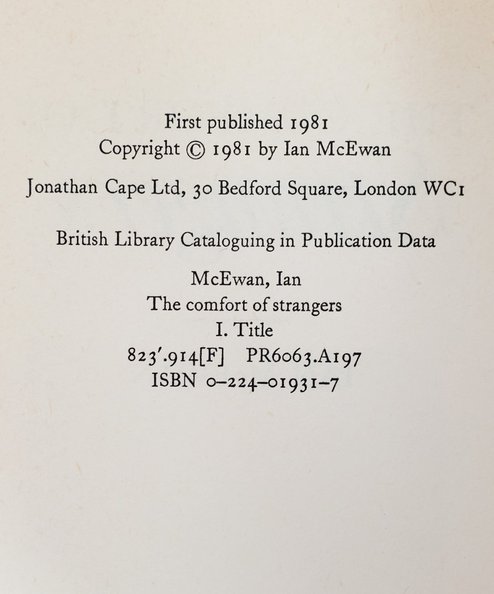 First published 1981
Copyright © 1981 by Ian McEwan
Jonathan Cape Ltd, 30 Bedford Square, London WC1
British Library Cataloguing in Publication Data
McEwan, Ian
The comfort of strangers
I. Title
823'.914[F] PR6063.A197
ISBN 0–224–01931–7